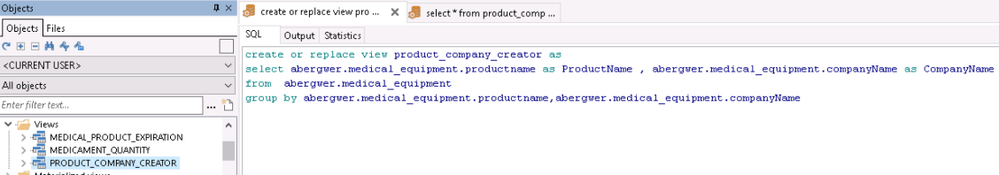 Objects
Objects Files
<CURRENT USER>
All objects
Enter filter text...
...
Views
MEDICAL_PRODUCT_EXPIRATION
MEDICAMENT_QUANTITY
PRODUCT_COMPANY_CREATOR
Materialized views
create or replace view pro ...
select * from product_comp ...
SQL Output Statistics
create or replace view product_company_creator as
select abergwer.medical_equipment.productname as ProductName , abergwer.medical_equipment.companyName as CompanyName
from  abergwer.medical_equipment
group by abergwer.medical_equipment.productname,abergwer.medical_equipment.companyName